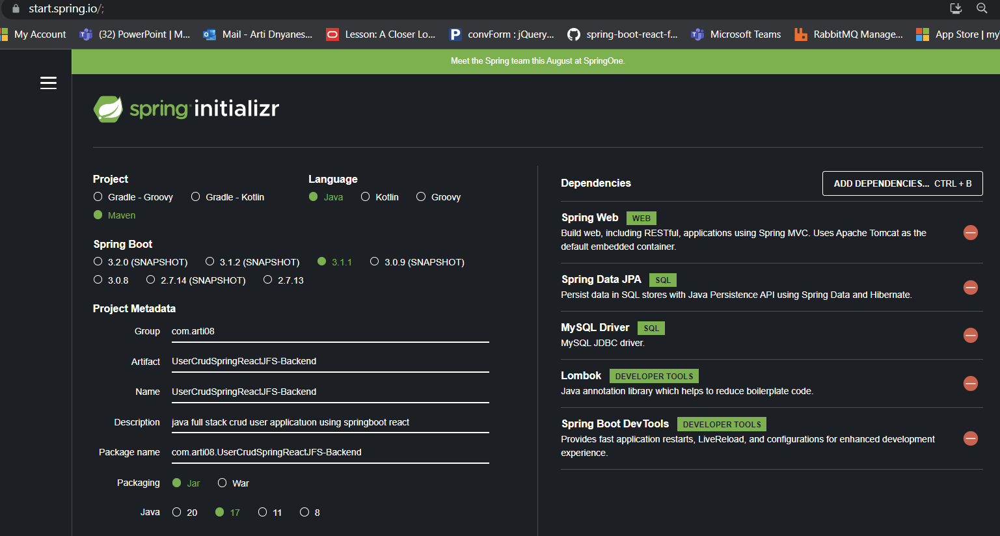 start.spring.io/;
My Account
(32) PowerPoint | M...
Mail - Arti Dnyanes...
Lesson: A Closer Lo...
convForm : jQuery...
spring-boot-react-f...
Microsoft Teams
RabbitMQ Manage...
App Store | my
Meet the Spring team this August at SpringOne.
spring initializr
Project
Gradle - Groovy Gradle - Kotlin
Maven
Language
Java Kotlin Groovy
Spring Boot
3.2.0 (SNAPSHOT) 3.1.2 (SNAPSHOT) 3.1.1 3.0.9 (SNAPSHOT)
3.0.8 2.7.14 (SNAPSHOT) 2.7.13
Project Metadata
Group com.arti08
Artifact UserCrudSpringReactJFS-Backend
Name UserCrudSpringReactJFS-Backend
Description java full stack crud user applicatuon using springboot react
Package name com.arti08.UserCrudSpringReactJFS-Backend
Packaging Jar War
Java 20 17 11 8
Dependencies
ADD DEPENDENCIES... CTRL + B
Spring Web WEB
Build web, including RESTful, applications using Spring MVC. Uses Apache Tomcat as the
default embedded container.
Spring Data JPA SQL
Persist data in SQL stores with Java Persistence API using Spring Data and Hibernate.
MySQL Driver SQL
MySQL JDBC driver.
Lombok DEVELOPER TOOLS
Java annotation library which helps to reduce boilerplate code.
Spring Boot DevTools DEVELOPER TOOLS
Provides fast application restarts, LiveReload, and configurations for enhanced development
experience.